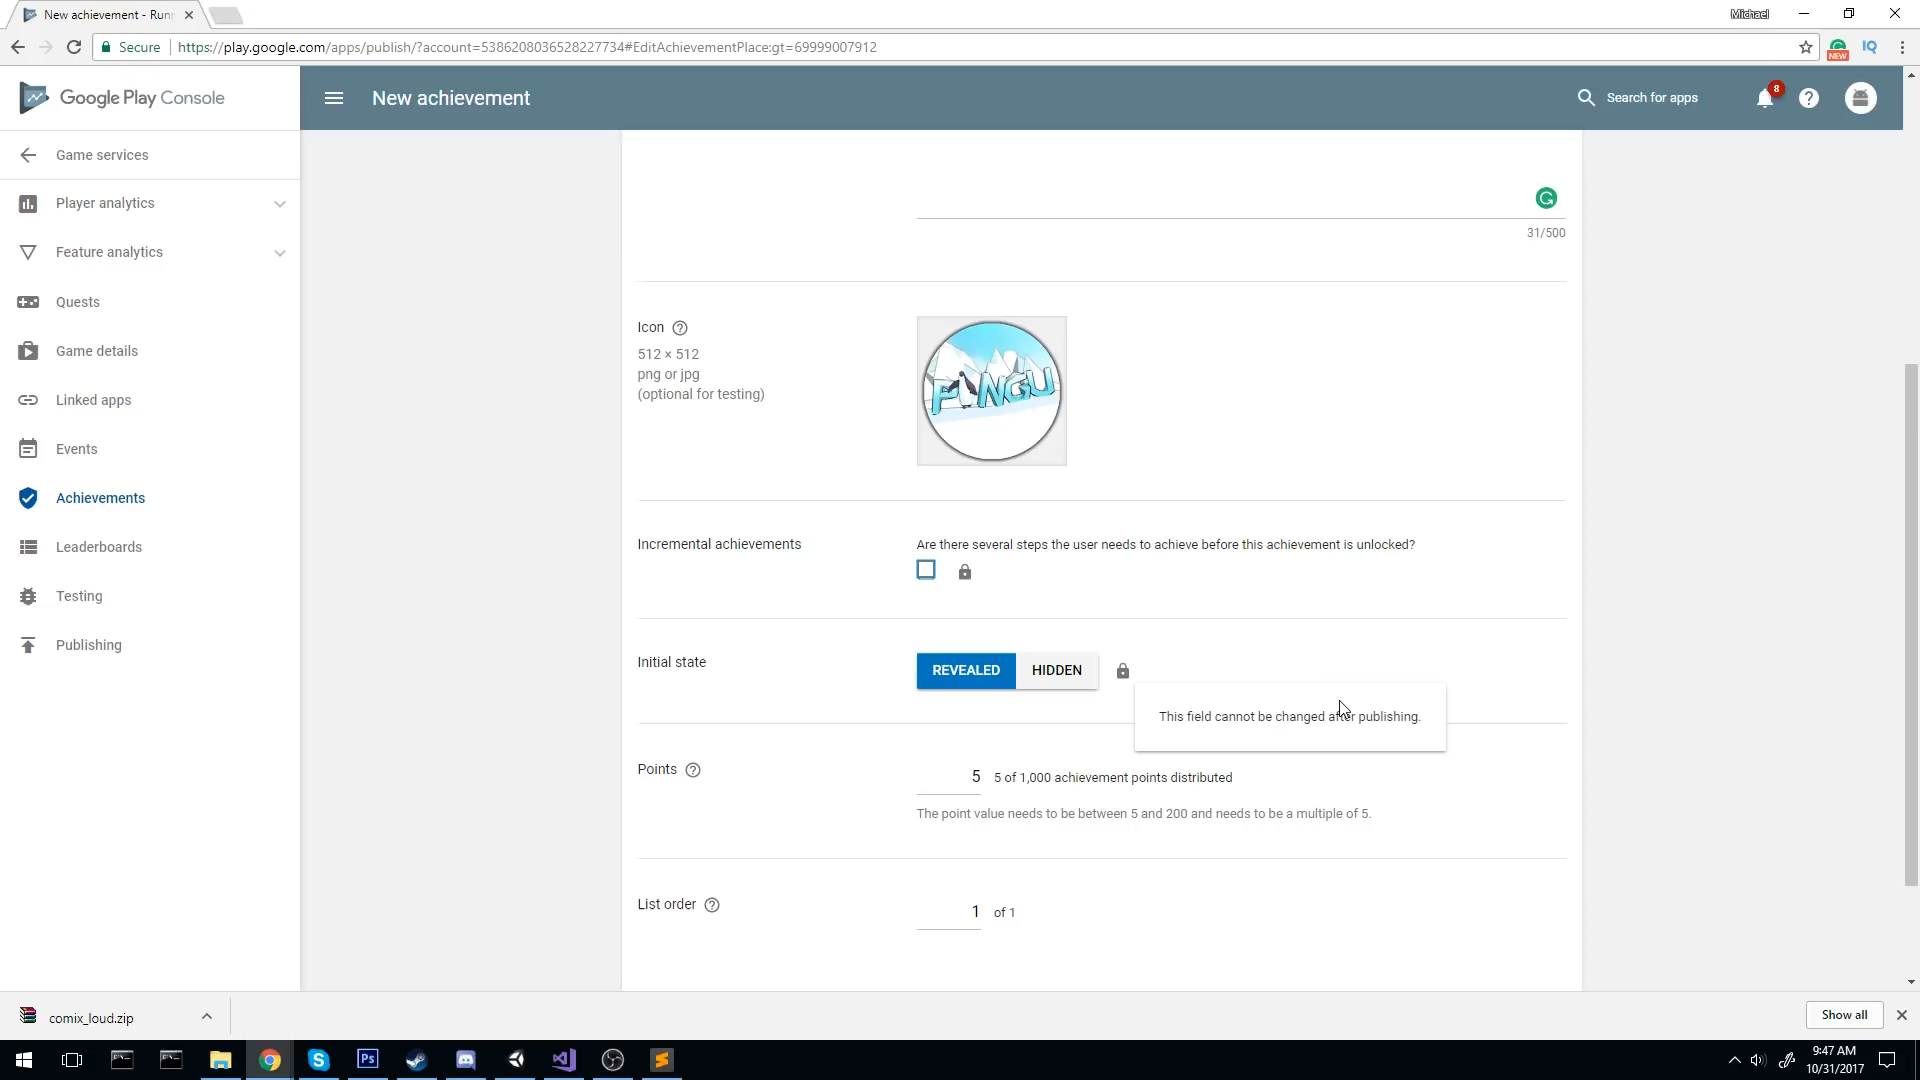 New achievement - Runn
Michael
Secure
https://play.google.com/apps/publish/?account=5386208036528227734#EditAchievementPlace:gt=69999007912
NEW
IQ
Google Play Console
New achievement
Search for apps
8
Game services
Player analytics
Feature analytics
Quests
Game details
Linked apps
Events
Achievements
Leaderboards
Testing
Publishing
31/500
Icon
512 × 512
png or jpg
(optional for testing)
PINGU
Incremental achievements
Are there several steps the user needs to achieve before this achievement is unlocked?
Initial state
REVEALED
HIDDEN
This field cannot be changed after publishing.
Points
5
5 of 1,000 achievement points distributed
The point value needs to be between 5 and 200 and needs to be a multiple of 5.
List order
1
of 1
comix_loud.zip
Show all
Ps
9:47 AM
10/31/2017